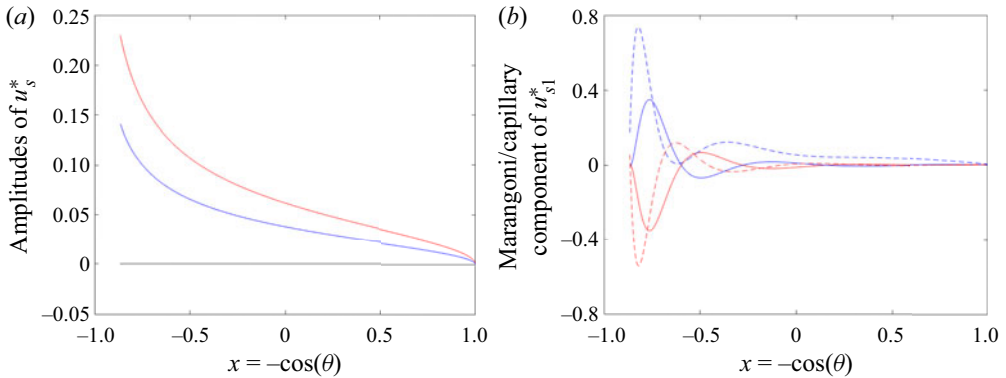 (a)
0.25
0.20
0.15
0.10
0.05
0
–0.05
Amplitudes of u*s
–1.0 –0.5 0 0.5 1.0
x = –cos(θ)
(b)
0.8
0.4
0
–0.4
–0.8
Marangoni/capillary
component of u*s1
–1.0 –0.5 0 0.5 1.0
x = –cos(θ)